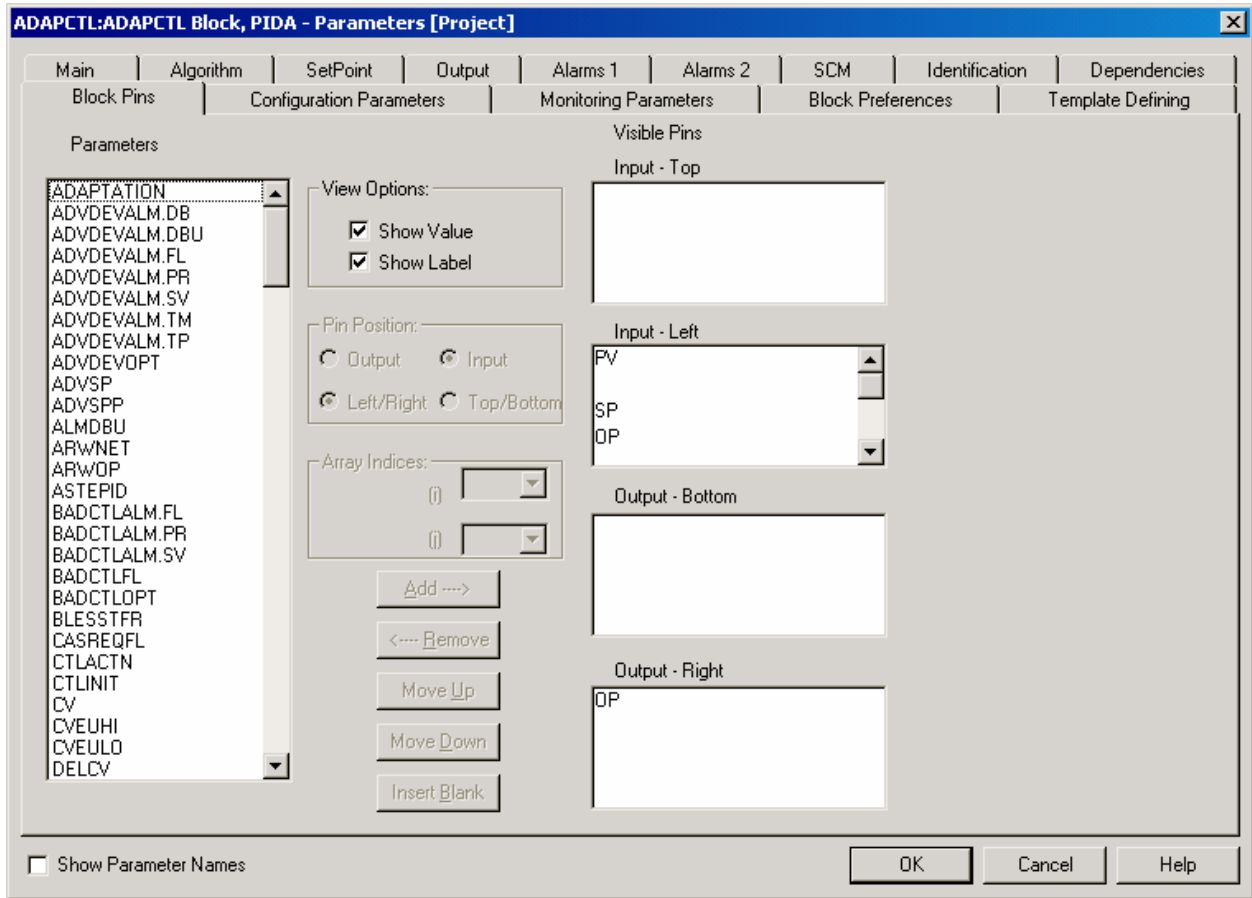 ADAPCTL:ADAPCTL Block, PIDA - Parameters [Project]
Main Algorithm SetPoint Output Alarms 1 Alarms 2 SCM Identification Dependencies
Block Pins Configuration Parameters Monitoring Parameters Block Preferences Template Defining
Parameters
ADAPTATION
ADVDEVALM.DB
ADVDEVALM.DBU
ADVDEVALM.FL
ADVDEVALM.PR
ADVDEVALM.SV
ADVDEVALM.TM
ADVDEVALM.TP
ADVDEVOPT
ADVSP
ADVSPP
ALMDBU
ARWNET
ARWOP
ASTEPID
BADCTLALM.FL
BADCTLALM.PR
BADCTLALM.SV
BADCTLFL
BADCTLOPT
BLESSTFR
CASREQFL
CTLACTN
CTLINIT
CV
CVEUHI
CVEULO
DELCV
View Options:
Show Value
Show Label
Pin Position:
Output Input
Left/Right Top/Bottom
Array Indices:
(i)
(i)
Add ---->
<---- Remove
Move Up
Move Down
Insert Blank
Visible Pins
Input - Top
Input - Left
PV
SP
OP
Output - Bottom
Output - Right
OP
Show Parameter Names
OK Cancel Help